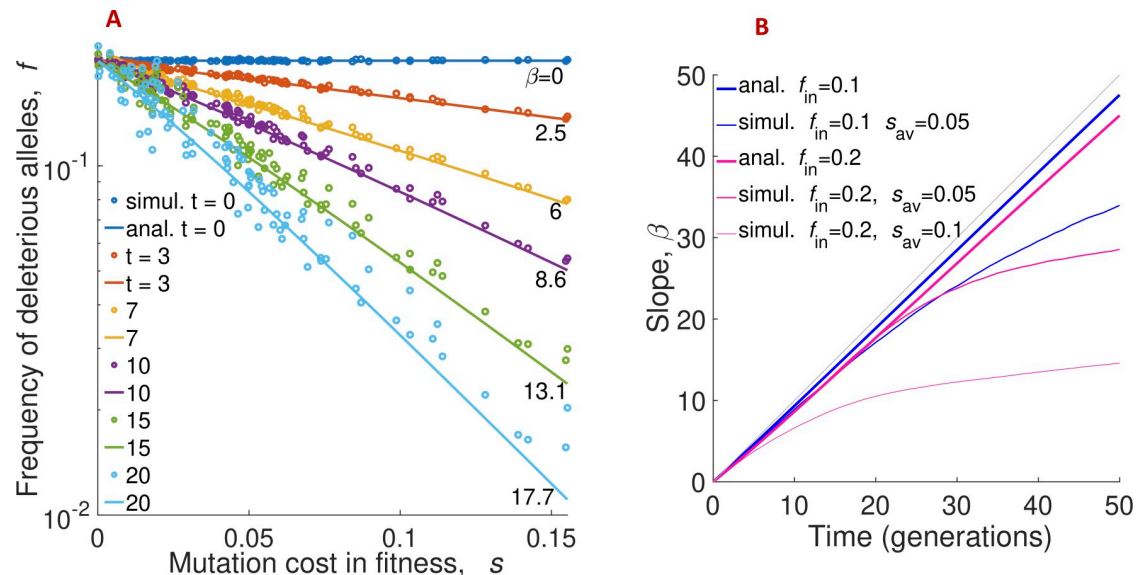 A
Frequency of deleterious alleles, f
10⁻¹
10⁻²
β=0
2.5
6
8.6
13.1
17.7
simul. t = 0
anal. t = 0
t = 3
t = 3
7
7
10
10
15
15
20
20
0
0.05
0.1
0.15
Mutation cost in fitness, s
B
Slope, β
50
40
30
20
10
0
anal. f_in=0.1
simul. f_in=0.1 s_av=0.05
anal. f_in=0.2
simul. f_in=0.2, s_av=0.05
simul. f_in=0.2, s_av=0.1
0
10
20
30
40
50
Time (generations)